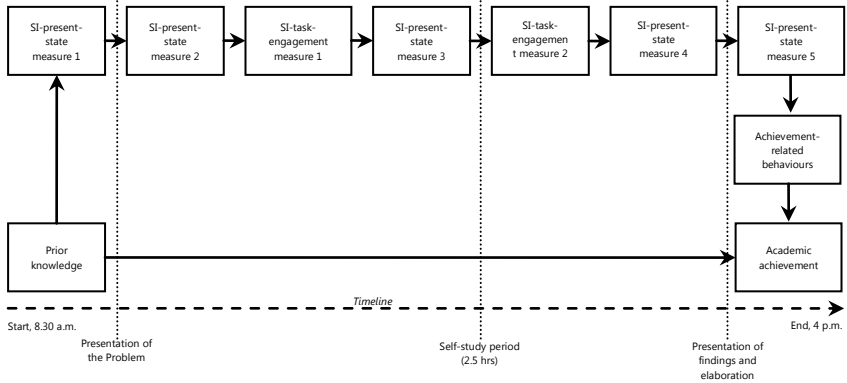 SI-present-
state
measure 1
SI-present-
state
measure 2
SI-task-
engagement
measure 1
SI-present-
state
measure 3
SI-task-
engagemen
t measure 2
SI-present-
state
measure 4
SI-present-
state
measure 5
Achievement-
related
behaviours
Prior
knowledge
Academic
achievement
Timeline
Start, 8.30 a.m.
End, 4 p.m.
Presentation of
the Problem
Self-study period
(2.5 hrs)
Presentation of
findings and
elaboration